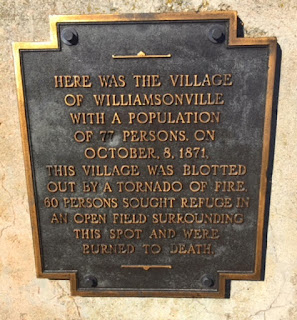 HERE WAS THE VILLAGE
OF WILLIAMSONVILLE
WITH A POPULATION
OF 77 PERSONS. ON
OCTOBER, 8, 1871,
THIS VILLAGE WAS BLOTTED
OUT BY A TORNADO OF FIRE.
60 PERSONS SOUGHT REFUGE IN
AN OPEN FIELD SURROUNDING
THIS SPOT AND WERE
BURNED TO DEATH.